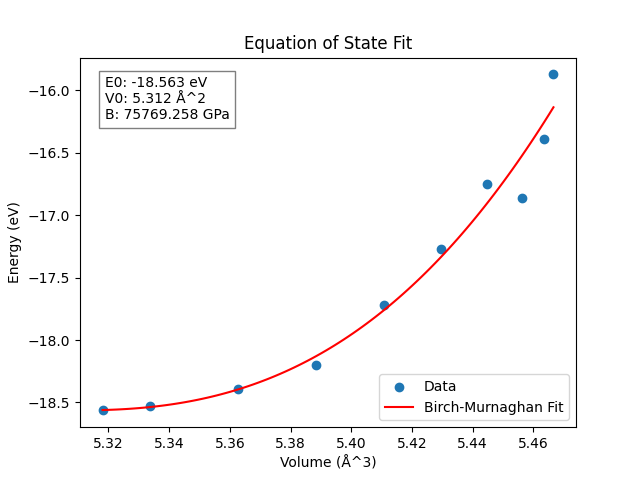 Equation of State Fit
E0: -18.563 eV
V0: 5.312 Å^2
B: 75769.258 GPa
Energy (eV)
−16.0
−16.5
−17.0
−17.5
−18.0
−18.5
Data
Birch-Murnaghan Fit
5.32 5.34 5.36 5.38 5.40 5.42 5.44 5.46
Volume (Å^3)